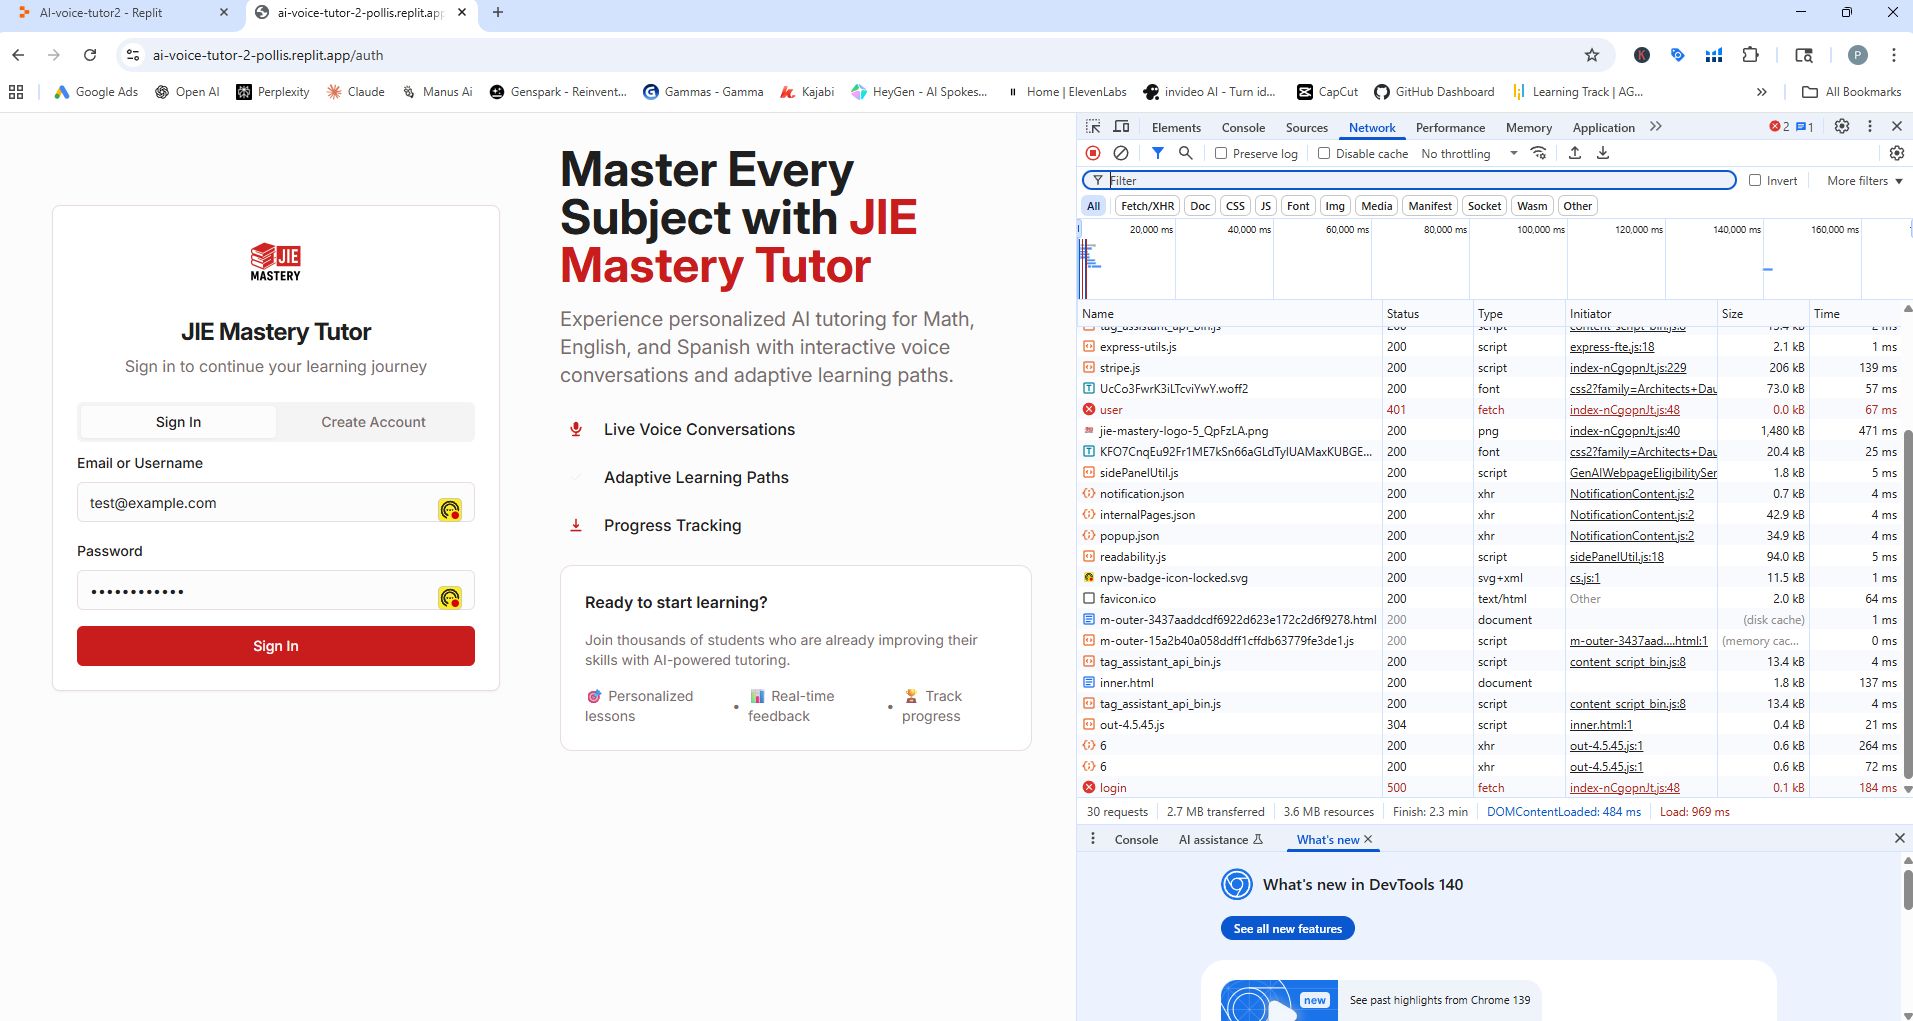 AI-voice-tutor2 - Replit
ai-voice-tutor-2-pollis.replit.app
ai-voice-tutor-2-pollis.replit.app/auth
K
P
Google Ads
Open AI
Perplexity
Claude
Manus Ai
Genspark - Reinvent...
Gammas - Gamma
Kajabi
HeyGen - AI Spokes...
Home | ElevenLabs
invideo AI - Turn id...
CapCut
GitHub Dashboard
Learning Track | AG...
All Bookmarks
JIE
MASTERY
JIE Mastery Tutor
Sign in to continue your learning journey
Sign In
Create Account
Email or Username
test@example.com
Password
••••••••••••
Sign In
Master Every
Subject with JIE
Mastery Tutor
Experience personalized AI tutoring for Math,
English, and Spanish with interactive voice
conversations and adaptive learning paths.
Live Voice Conversations
Adaptive Learning Paths
Progress Tracking
Ready to start learning?
Join thousands of students who are already improving their
skills with AI-powered tutoring.
🎯 Personalized lessons
• 📊 Real-time feedback
• 🏆 Track progress
Elements Console Sources Network Performance Memory Application 2 1
Preserve log Disable cache No throttling
Filter Invert More filters
All Fetch/XHR Doc CSS JS Font Img Media Manifest Socket Wasm Other
20,000 ms 40,000 ms 60,000 ms 80,000 ms 100,000 ms 120,000 ms 140,000 ms 160,000 ms
Name Status Type Initiator Size Time
tag_assistant_api_bin.js 200 script content_script_bin.js:8 13.4 kB 2 ms
express-utils.js 200 script express-fte.js:18 2.1 kB 1 ms
stripe.js 200 script index-nCgopnJt.js:229 206 kB 139 ms
UcCo3FwrK3iLTcviYwY.woff2 200 font css2?family=Architects+Dau 73.0 kB 57 ms
user 401 fetch index-nCgopnJt.js:48 0.0 kB 67 ms
jie-mastery-logo-5_QpFzLA.png 200 png index-nCgopnJt.js:40 1,480 kB 471 ms
KFO7CnqEu92Fr1ME7kSn66aGLdTylUAMaxKUBGE... 200 font css2?family=Architects+Dau 20.4 kB 25 ms
sidePanelUtil.js 200 script GenAIWebpageEligibilitySer 1.8 kB 5 ms
notification.json 200 xhr NotificationContent.js:2 0.7 kB 4 ms
internalPages.json 200 xhr NotificationContent.js:2 42.9 kB 4 ms
popup.json 200 xhr NotificationContent.js:2 34.9 kB 4 ms
readability.js 200 script sidePanelUtil.js:18 94.0 kB 5 ms
npw-badge-icon-locked.svg 200 svg+xml cs.js:1 11.5 kB 1 ms
favicon.ico 200 text/html Other 2.0 kB 64 ms
m-outer-3437aaddcdf6922d623e172c2d6f9278.html 200 document (disk cache) 1 ms
m-outer-15a2b40a058ddff1cffdb63779fe3de1.js 200 script m-outer-3437aad....html:1 (memory cac... 0 ms
tag_assistant_api_bin.js 200 script content_script_bin.js:8 13.4 kB 4 ms
inner.html 200 document 1.8 kB 137 ms
tag_assistant_api_bin.js 200 script content_script_bin.js:8 13.4 kB 4 ms
out-4.5.45.js 304 script inner.html:1 0.4 kB 21 ms
6 200 xhr out-4.5.45.js:1 0.6 kB 264 ms
6 200 xhr out-4.5.45.js:1 0.6 kB 72 ms
login 500 fetch index-nCgopnJt.js:48 0.1 kB 184 ms
30 requests 2.7 MB transferred 3.6 MB resources Finish: 2.3 min DOMContentLoaded: 484 ms Load: 969 ms
Console AI assistance What's new
What's new in DevTools 140
See all new features
new
See past highlights from Chrome 139